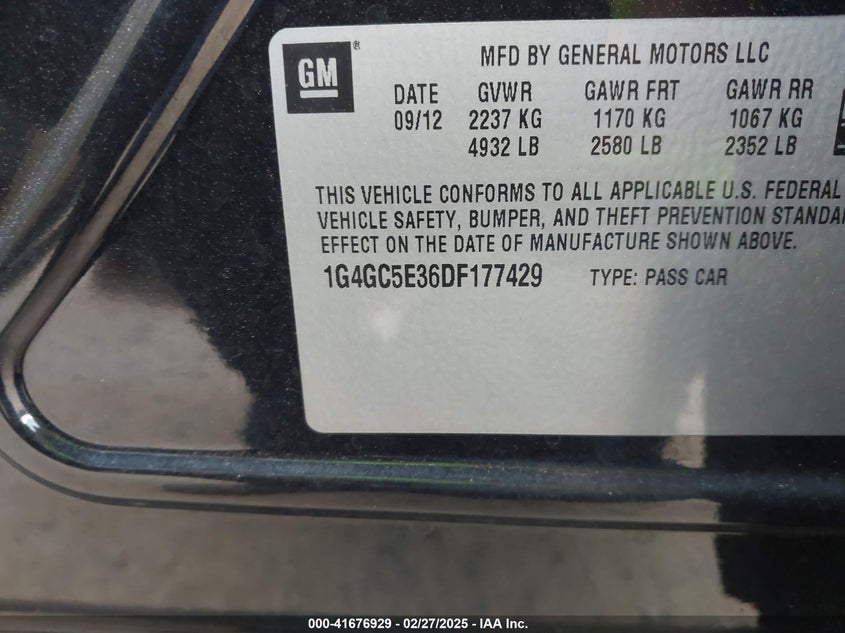 GM ®
MFD BY GENERAL MOTORS LLC
DATE GVWR GAWR FRT GAWR RR
09/12 2237 KG 1170 KG 1067 KG
4932 LB 2580 LB 2352 LB
THIS VEHICLE CONFORMS TO ALL APPLICABLE U.S. FEDERAL
VEHICLE SAFETY, BUMPER, AND THEFT PREVENTION STANDA
EFFECT ON THE DATE OF MANUFACTURE SHOWN ABOVE.
1G4GC5E36DF177429 TYPE: PASS CAR
000-41676929 / 02/27/2025 - IAA Inc.